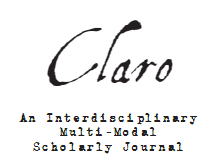 Claro
An Interdisciplinary
Multi-Modal
Scholarly Journal